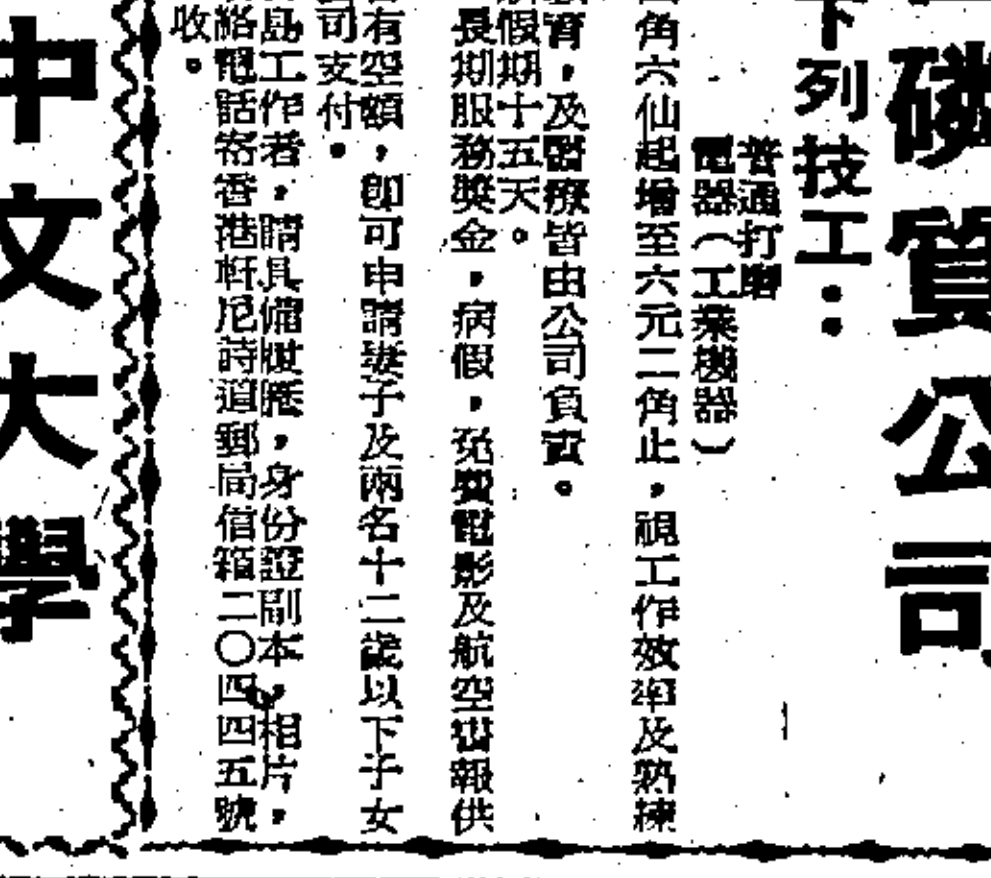 磷質公司
下列技工：
普通打磨
電器（工業機器）
角六仙起增至六元二角止，視工作效率及熟練
育，及醫療皆由公司負責。
假期十五天。
長期服務獎金，病假，免費電影及航空書報供
有空額，即可申請妻子及兩名十二歲以下子女
司支付。
島工作者，請具備履歷，身份證副本，相片，
絡電話寄香港軒尼詩道郵局信箱二〇四四五號
收。
中文大學